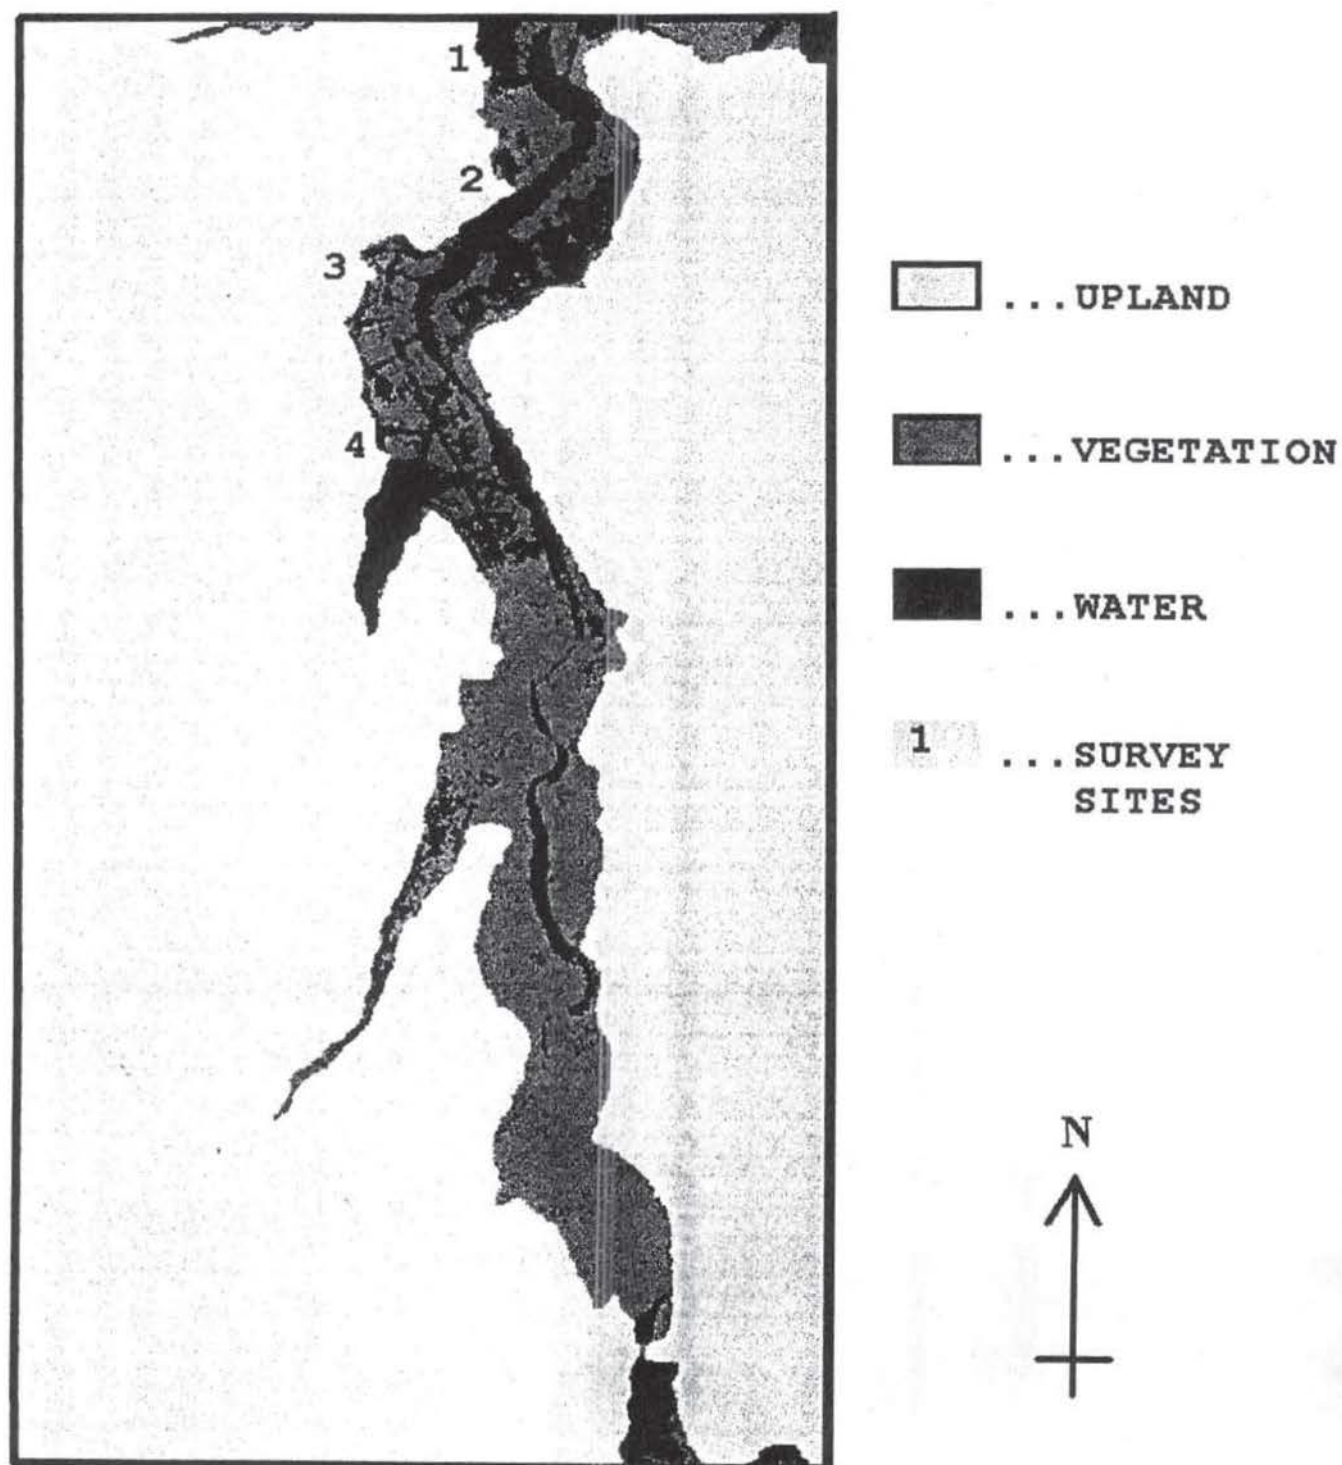 1
2
3
4
...UPLAND
...VEGETATION
...WATER
1 ...SURVEY
SITES
N